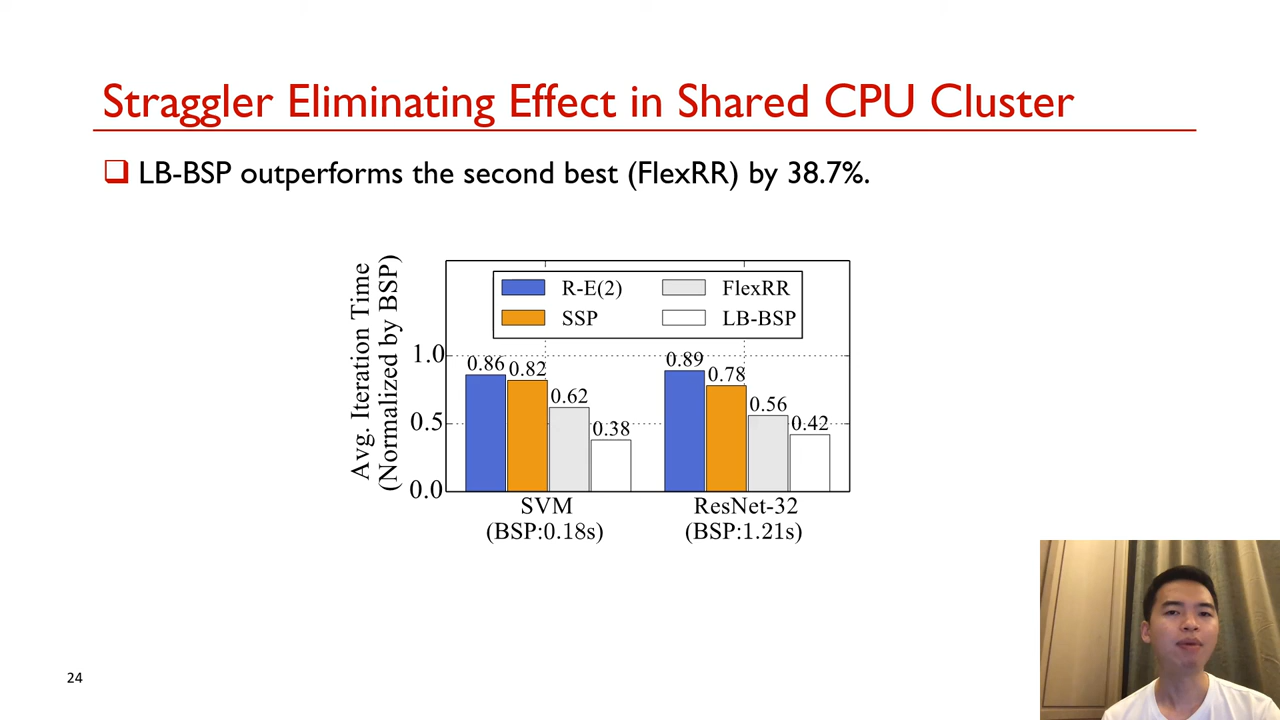 Straggler Eliminating Effect in Shared CPU Cluster
LB-BSP outperforms the second best (FlexRR) by 38.7%.
Avg. Iteration Time
(Normalized by BSP)
R-E(2)
FlexRR
SSP
LB-BSP
1.0
0.5
0.0
0.86
0.82
0.62
0.38
0.89
0.78
0.56
0.42
SVM
(BSP:0.18s)
ResNet-32
(BSP:1.21s)
24